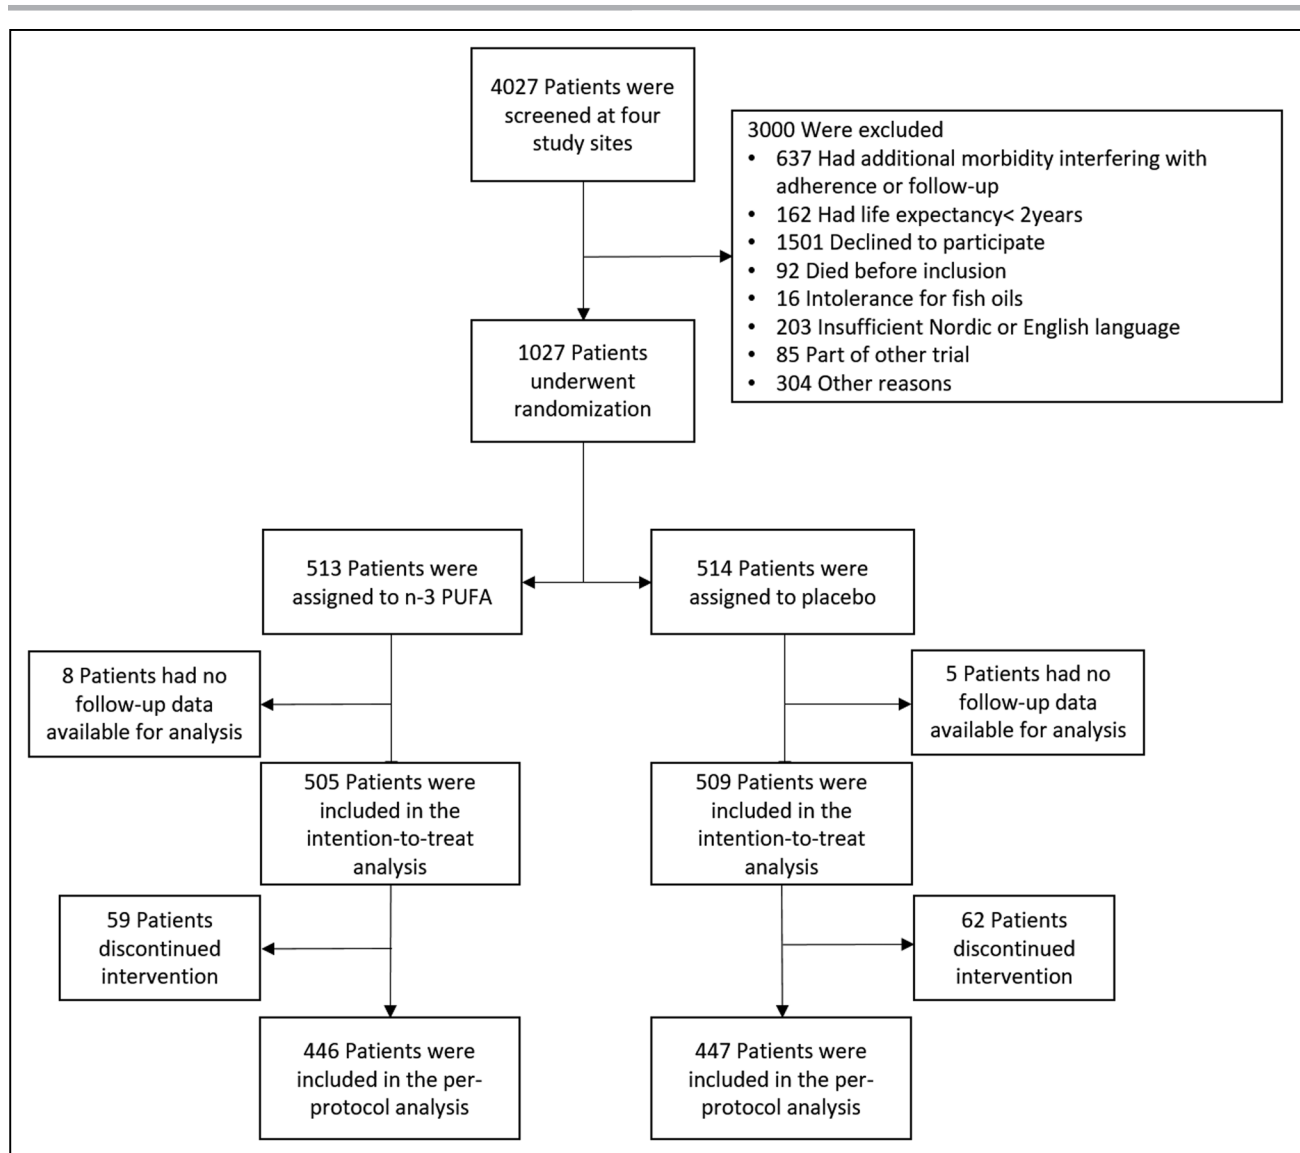 4027 Patients were
screened at four
study sites
3000 Were excluded
• 637 Had additional morbidity interfering with
adherence or follow-up
• 162 Had life expectancy< 2years
• 1501 Declined to participate
• 92 Died before inclusion
• 16 Intolerance for fish oils
• 203 Insufficient Nordic or English language
• 85 Part of other trial
• 304 Other reasons
1027 Patients
underwent
randomization
513 Patients were
assigned to n-3 PUFA
514 Patients were
assigned to placebo
8 Patients had no
follow-up data
available for analysis
5 Patients had no
follow-up data
available for analysis
505 Patients were
included in the
intention-to-treat
analysis
509 Patients were
included in the
intention-to-treat
analysis
59 Patients
discontinued
intervention
62 Patients
discontinued
intervention
446 Patients were
included in the per-
protocol analysis
447 Patients were
included in the per-
protocol analysis